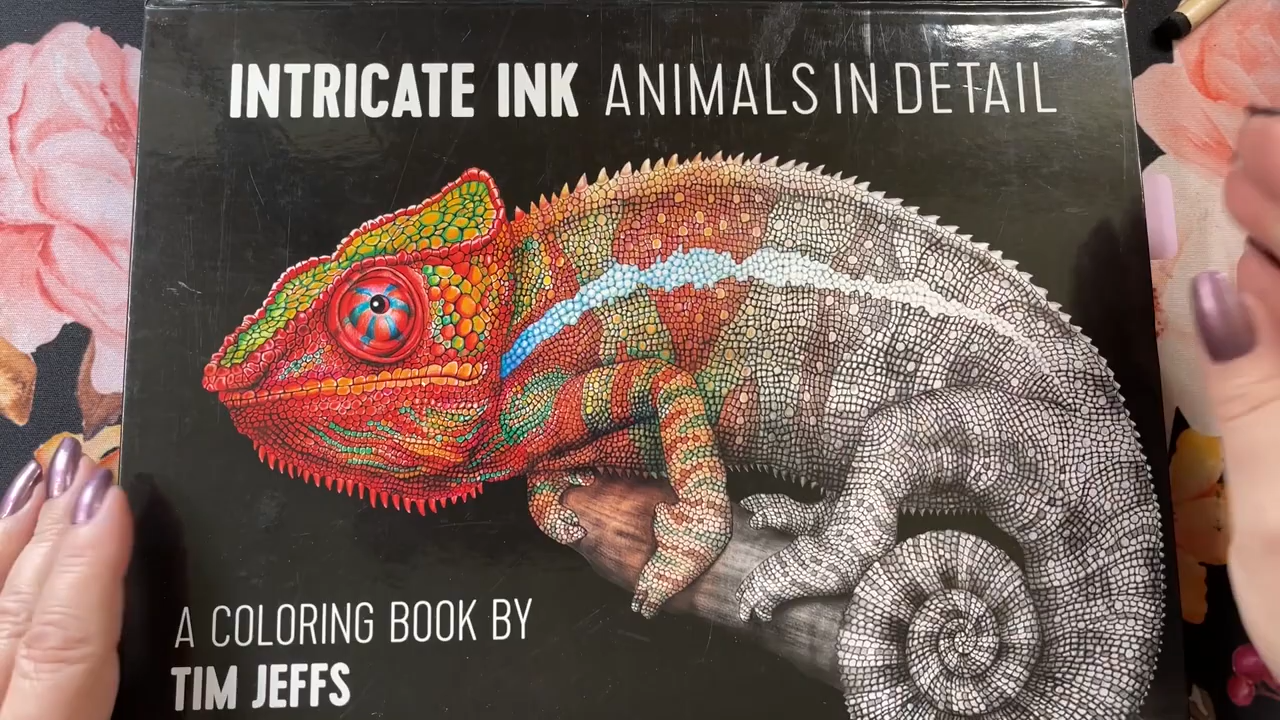 INTRICATE INK ANIMALS IN DETAIL
A COLORING BOOK BY
TIM JEFFS